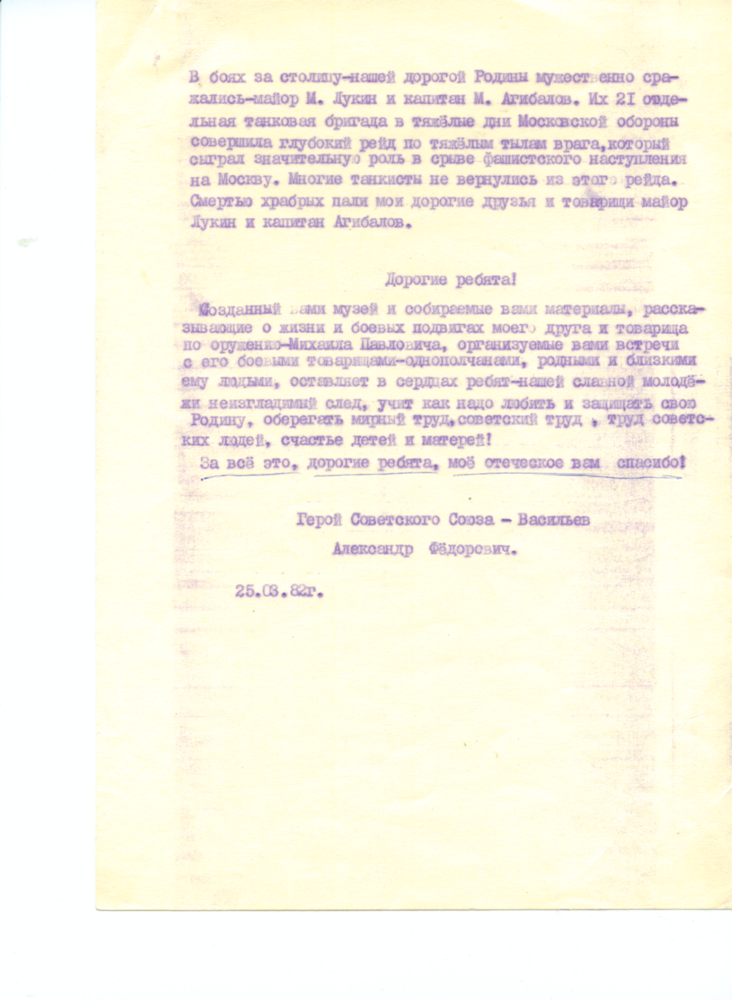 В боях за столицу-нашей дорогой Родины мужественно сра-
жались-майор М. Лукин и капитан М. Агибалов. Их 21 отде-
льная танковая бригада в тяжёлые дни Московской обороны
совершила глубокий рейд по тяжёлым тылам врага,который
сыграл значительную роль в срыве фашистского наступления
на Москву. Многие танкисты не вернулись из этого рейда.
Смертью храбрых пали мои дорогие друзья и товарищи майор
Лукин и капитан Агибалов.
Дорогие ребята!
Созданный вами музей и собираемые вами материалы, расска-
зывающие о жизни и боевых подвигах моего друга и товарища
по оружению-Михаила Павловича, организуемые вами встречи
с его боевыми товарищами-однополчанами, родными и близкими
ему людьми, оставляет в сердцах ребят-нашей славной молодё-
жи неизгладимый след, учит как надо любить и защищать свою
Родину, оберегать мирный труд,советский труд , труд советс-
ких людей, счастье детей и матерей!
За всё это, дорогие ребята, моё отеческое вам спасибо!
Герой Советского Союза - Васильев
Александр Фёдорович.
25.03.82г.